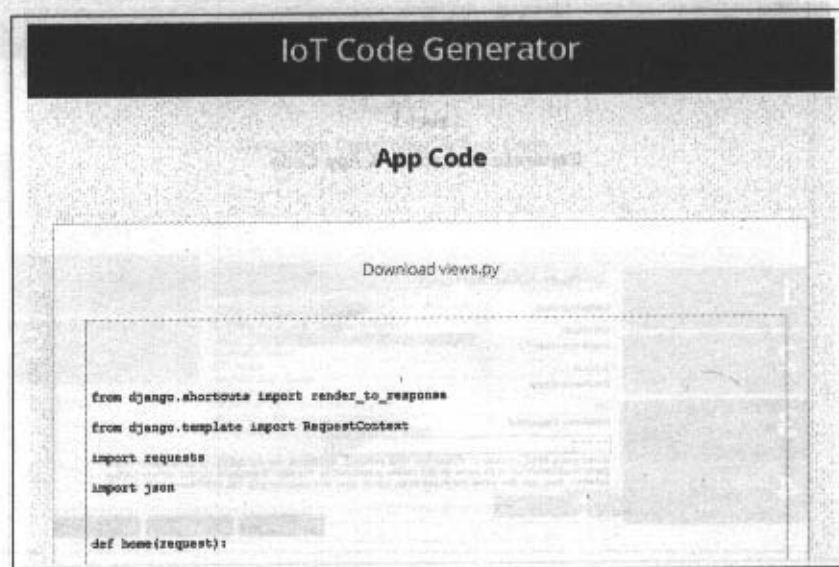 IoT Code Generator
App Code
Download views.py
from django.shortcuts import render_to_response
from django.template import RequestContext
import requests
import json
def home(request):